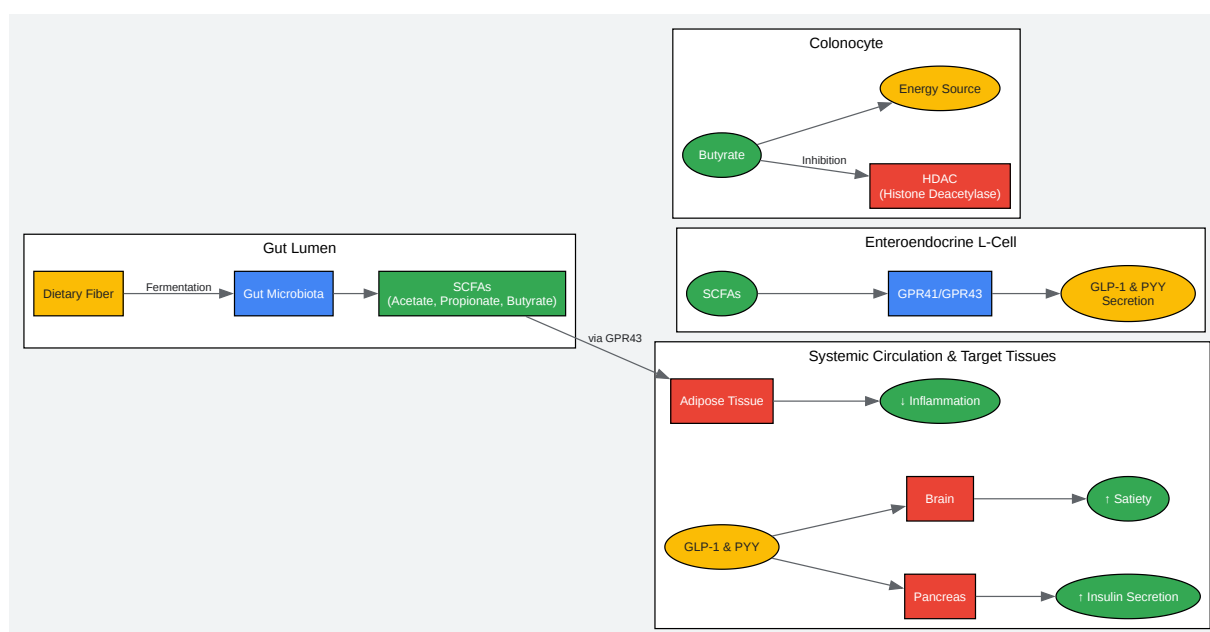 Colonocyte
Energy Source
Butyrate
Inhibition
HDAC
(Histone Deacetylase)
Gut Lumen
Dietary Fiber
Fermentation
Gut Microbiota
SCFAs
(Acetate, Propionate, Butyrate)
via GPR43
Enteroendocrine L-Cell
SCFAs
GPR41/GPR43
GLP-1 & PYY
Secretion
Systemic Circulation & Target Tissues
Adipose Tissue
↓ Inflammation
GLP-1 & PYY
Brain
↑ Satiety
Pancreas
↑ Insulin Secretion